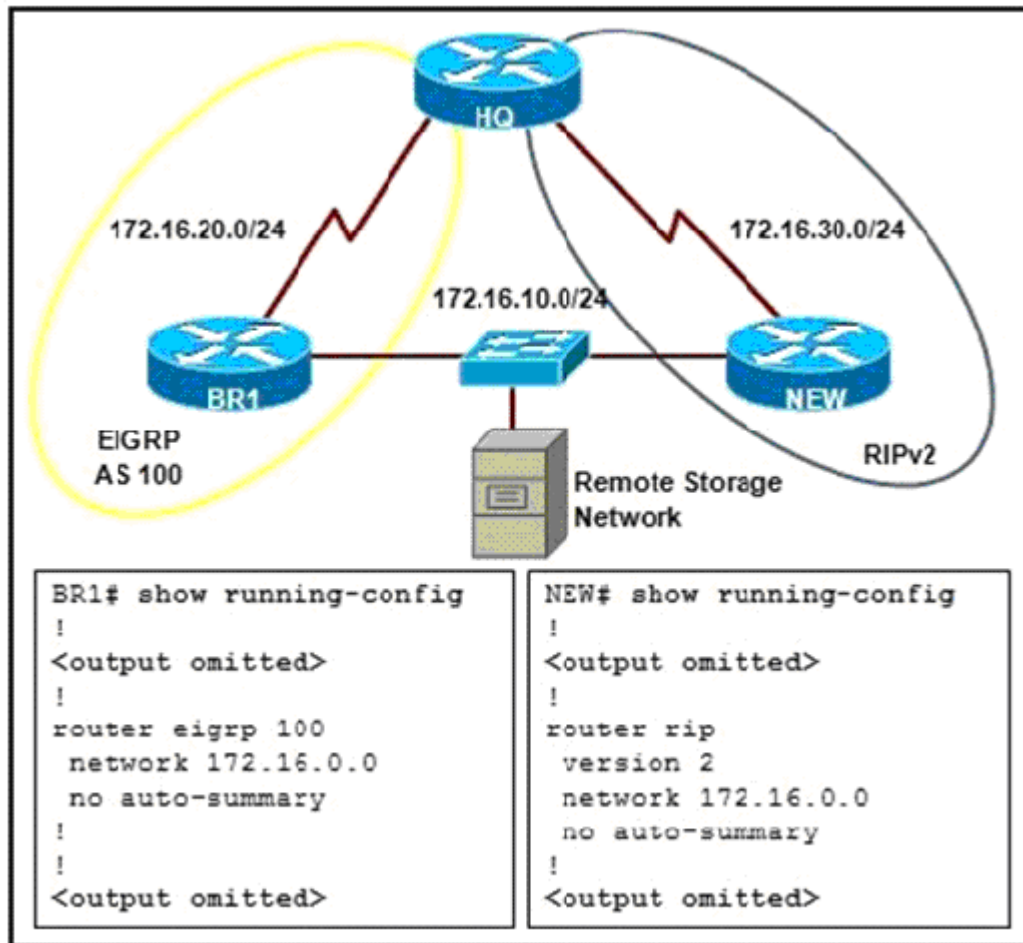 HQ
172.16.20.0/24
172.16.30.0/24
172.16.10.0/24
BR1
NEW
EIGRP
AS 100
RIPv2
Remote Storage
Network
BR1# show running-config
!
<output omitted>
!
router eigrp 100
network 172.16.0.0
no auto-summary
!
!
<output omitted>
NEW# show running-config
!
<output omitted>
!
router rip
version 2
network 172.16.0.0
no auto-summary
!
<output omitted>